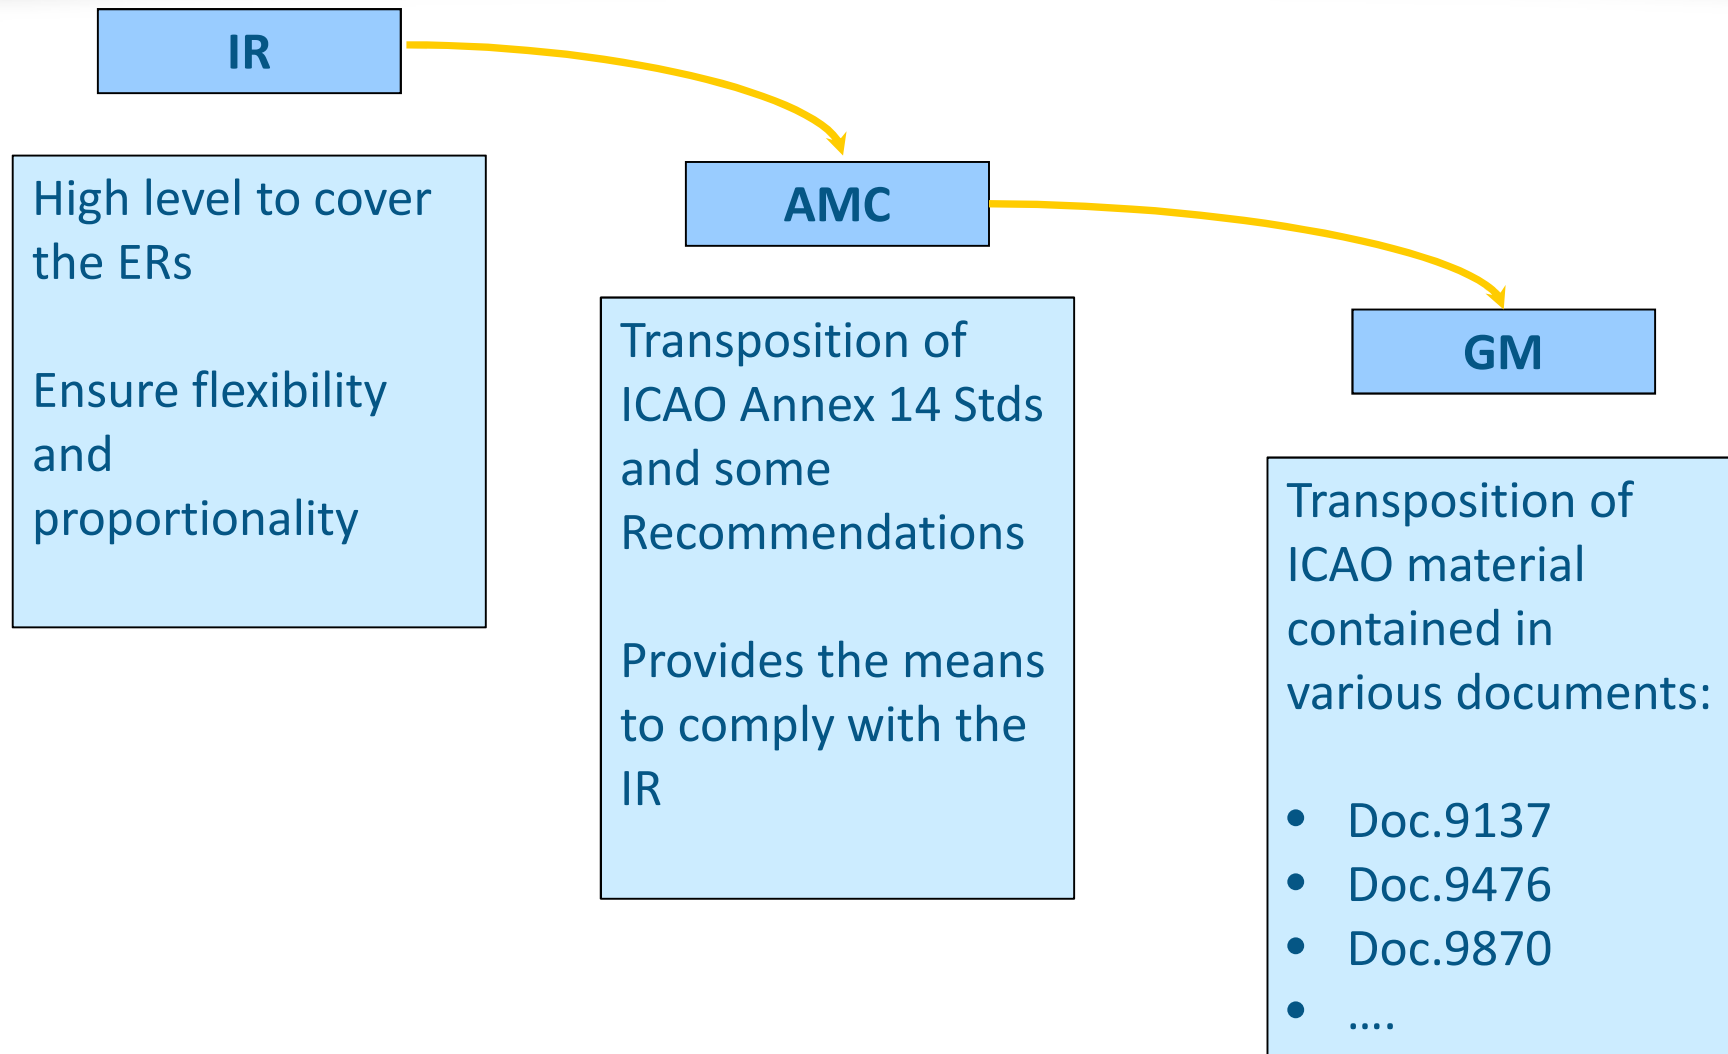 IR
High level to cover
the ERs
Ensure flexibility
and
proportionality
AMC
Transposition of
ICAO Annex 14 Stds
and some
Recommendations
Provides the means
to comply with the
IR
GM
Transposition of
ICAO material
contained in
various documents:
• Doc.9137
• Doc.9476
• Doc.9870
• ....